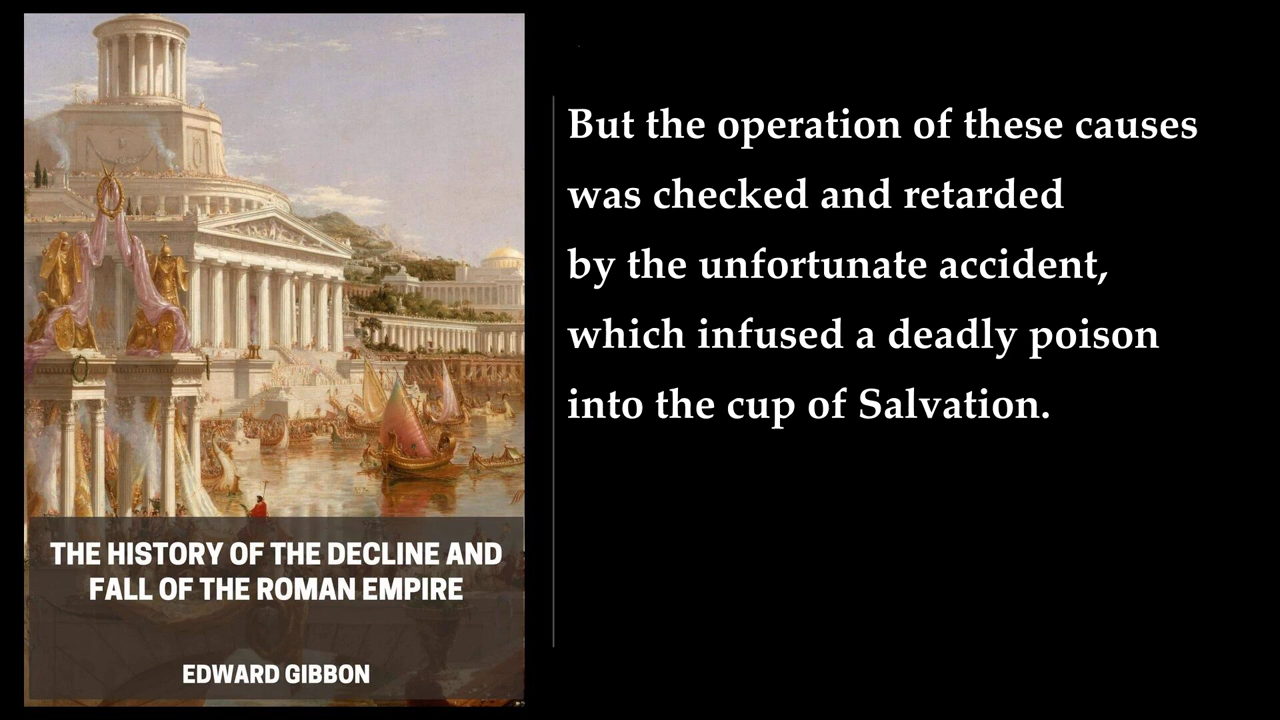 But the operation of these causes
was checked and retarded
by the unfortunate accident,
which infused a deadly poison
into the cup of Salvation.
THE HISTORY OF THE DECLINE AND
FALL OF THE ROMAN EMPIRE
EDWARD GIBBON